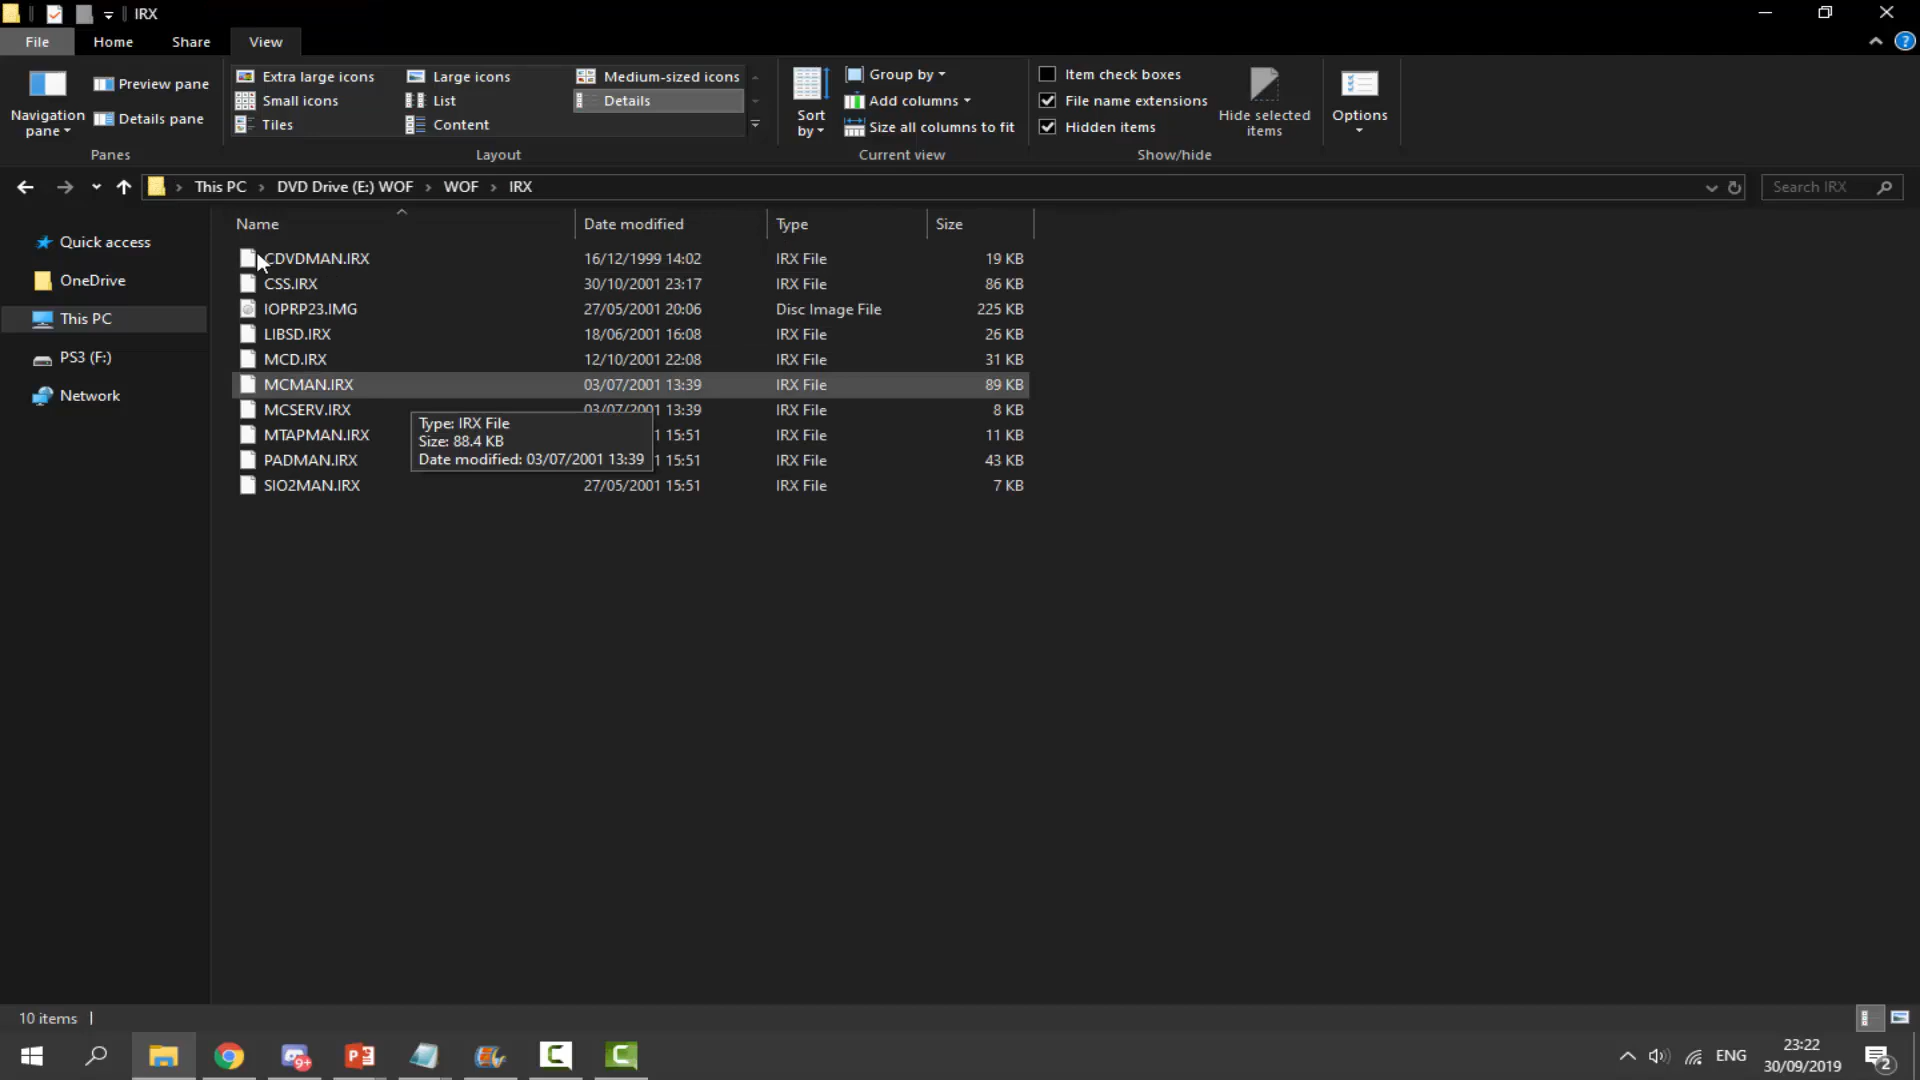 IRX
File Home Share View
Navigation pane Preview pane Details pane
Extra large icons Large icons Medium-sized icons
Small icons List Details
Tiles Content
Sort by Group by Add columns Size all columns to fit
Item check boxes File name extensions Hidden items
Hide selected items Options
Panes Layout Current view Show/hide
This PC DVD Drive (E:) WOF WOF IRX Search IRX
Quick access
OneDrive
This PC
PS3 (F:)
Network
Name Date modified Type Size
CDVDMAN.IRX 16/12/1999 14:02 IRX File 19 KB
CSS.IRX 30/10/2001 23:17 IRX File 86 KB
IOPRP23.IMG 27/05/2001 20:06 Disc Image File 225 KB
LIBSD.IRX 18/06/2001 16:08 IRX File 26 KB
MCD.IRX 12/10/2001 22:08 IRX File 31 KB
MCMAN.IRX 03/07/2001 13:39 IRX File 89 KB
MCSERV.IRX 03/07/2001 13:39 IRX File 8 KB
MTAPMAN.IRX 1 15:51 IRX File 11 KB
PADMAN.IRX 1 15:51 IRX File 43 KB
SIO2MAN.IRX 27/05/2001 15:51 IRX File 7 KB
Type: IRX File
Size: 88.4 KB
Date modified: 03/07/2001 13:39
10 items
9+
ENG 23:22
30/09/2019
2